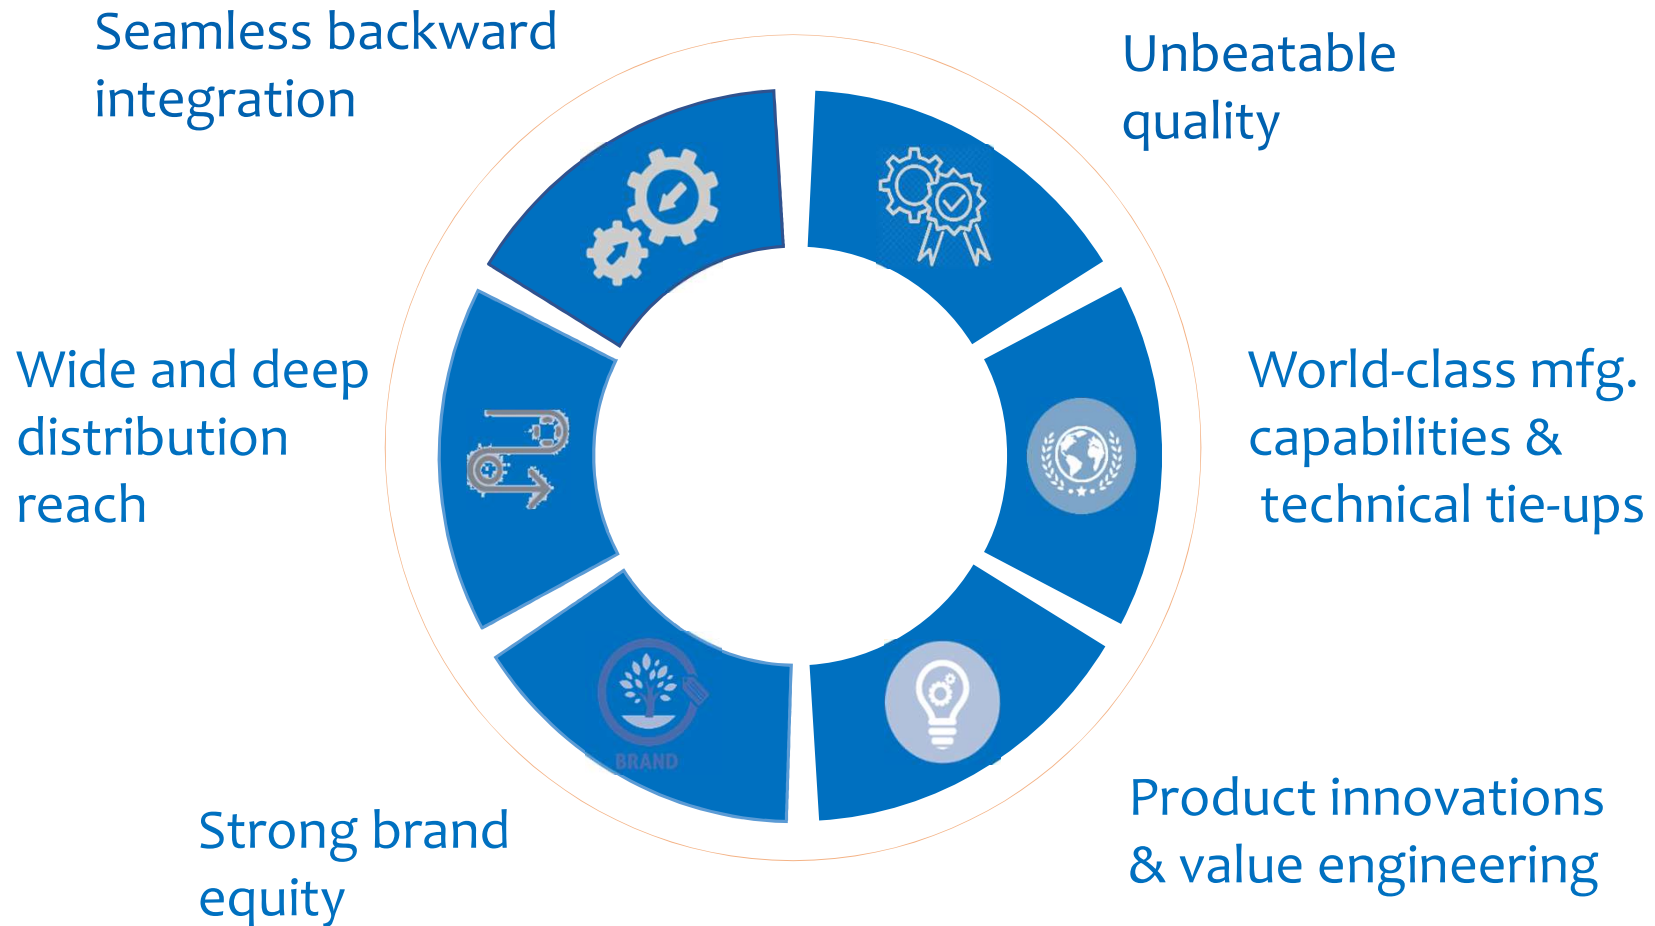 Seamless backward
integration
Unbeatable
quality
Wide and deep
distribution
reach
World-class mfg.
capabilities &
technical tie-ups
BRAND
Strong brand
equity
Product innovations
& value engineering